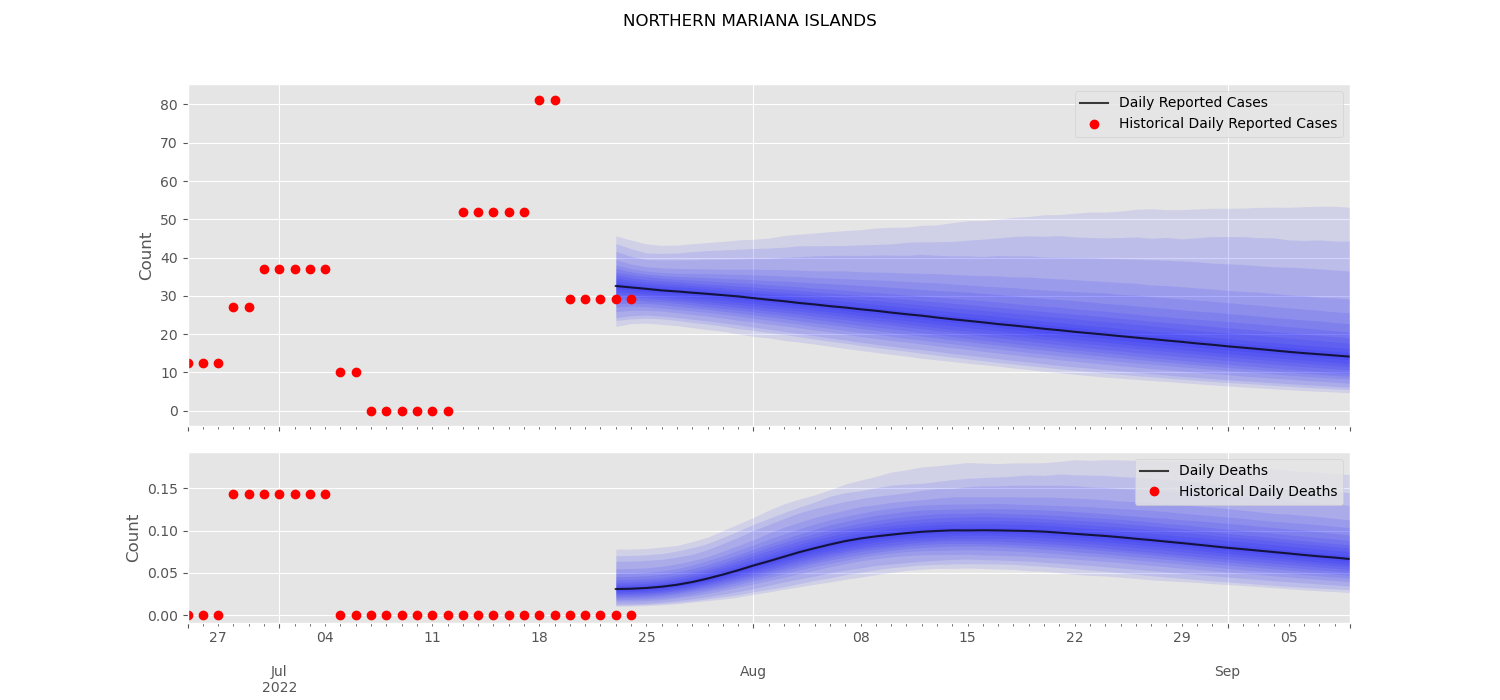 NORTHERN MARIANA ISLANDS
80
70
60
50
40
30
20
10
0
Count
Daily Reported Cases
Historical Daily Reported Cases
0.15
0.10
0.05
0.00
Count
Daily Deaths
Historical Daily Deaths
27 04 11 18 25 08 15 22 29 05
Jul Aug Sep
2022